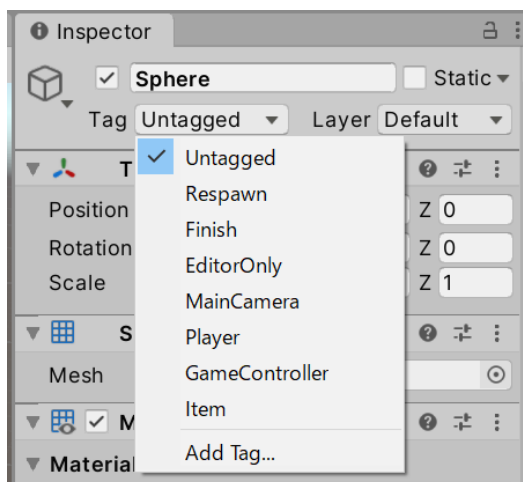 Inspector
Sphere Static
Tag Untagged Layer Default
Untagged
Respawn
Finish
EditorOnly
MainCamera
Player
GameController
Item
Add Tag...
T
Position Z 0
Rotation Z 0
Scale Z 1
S
Mesh
M
Material